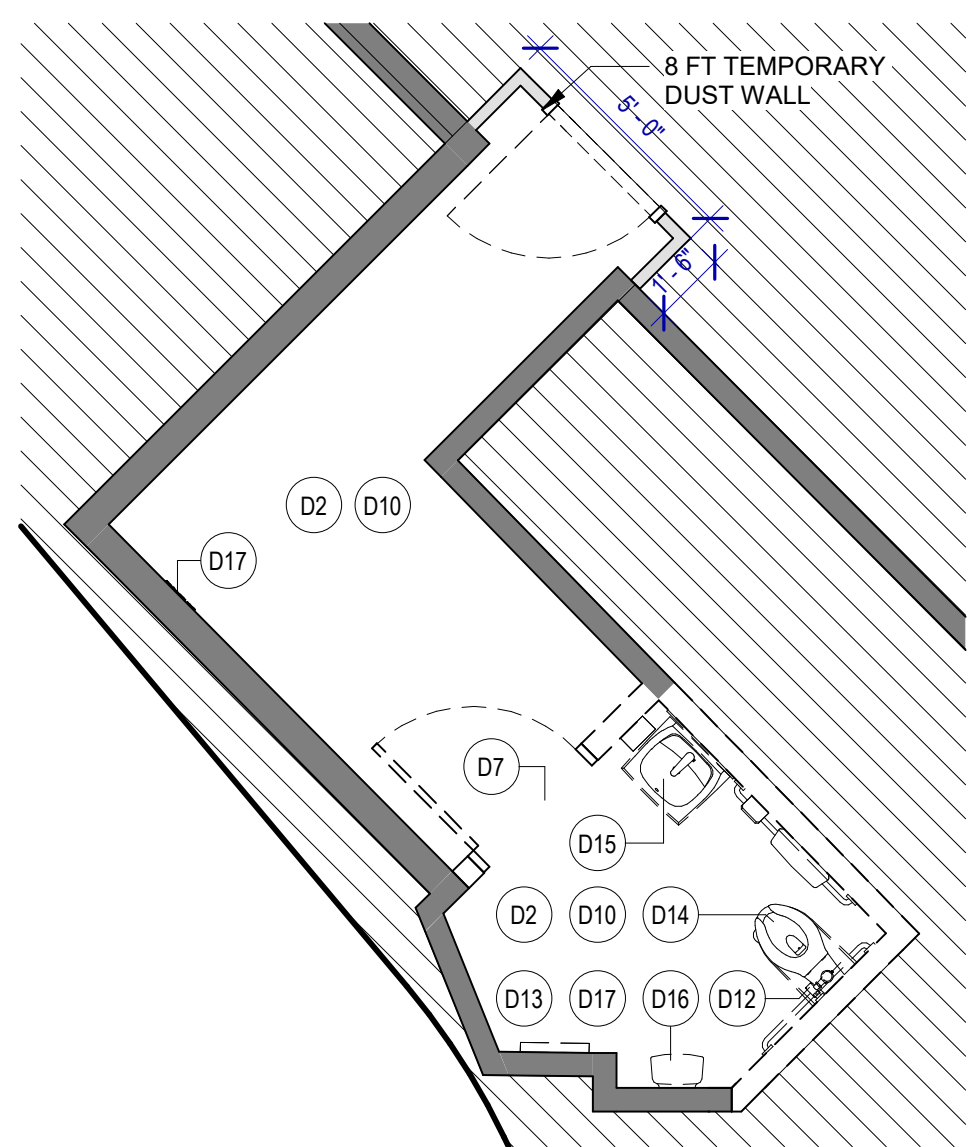 8 FT TEMPORARY
DUST WALL
5' - 0"
1' - 6"
D2
D10
D17
D7
D15
D2
D10
D14
D13
D17
D16
D12